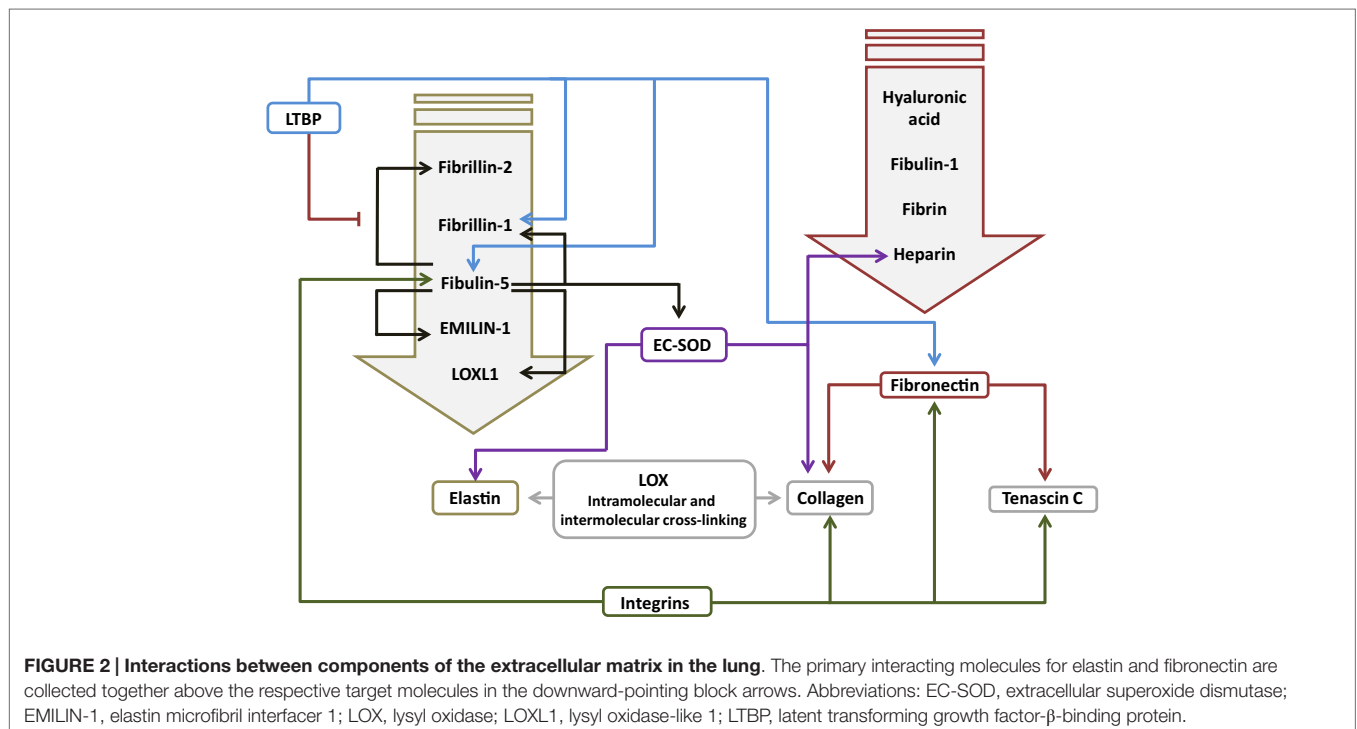 LTBP
Fibrillin-2
Fibrillin-1
Fibulin-5
EMILIN-1
LOXL1
Hyaluronic
acid
Fibulin-1
Fibrin
Heparin
EC-SOD
Fibronectin
Elastin
LOX
Intramolecular and
intermolecular cross-linking
Collagen
Tenascin C
Integrins
FIGURE 2 | Interactions between components of the extracellular matrix in the lung. The primary interacting molecules for elastin and fibronectin are
collected together above the respective target molecules in the downward-pointing block arrows. Abbreviations: EC-SOD, extracellular superoxide dismutase;
EMILIN-1, elastin microfibril interfacer 1; LOX, lysyl oxidase; LOXL1, lysyl oxidase-like 1; LTBP, latent transforming growth factor-β-binding protein.